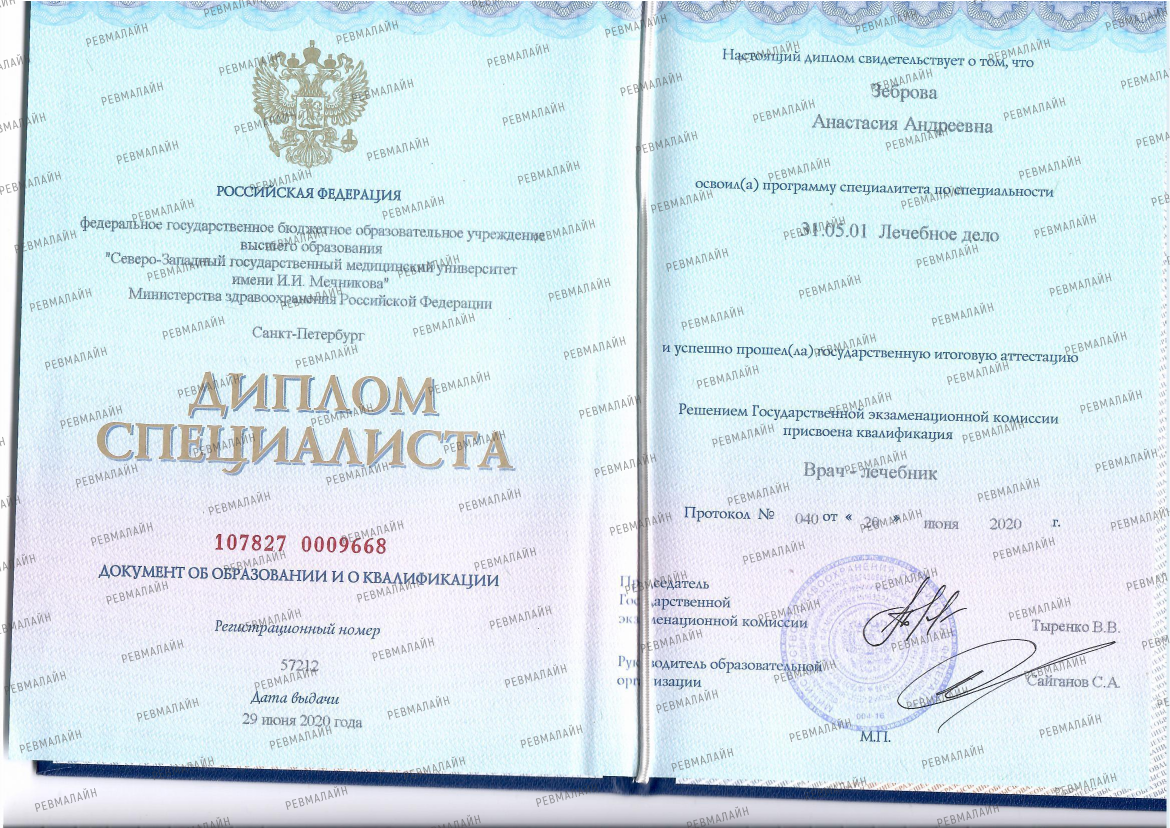 РОССИЙСКАЯ ФЕДЕРАЦИЯ
федеральное государственное бюджетное образовательное учреждение
высшего образования
"Северо-Западный государственный медицинский университет
имени И.И. Мечникова"
Министерства здравоохранения Российской Федерации
Санкт-Петербург
ДИПЛОМ
СПЕЦИАЛИСТА
107827 0009668
ДОКУМЕНТ ОБ ОБРАЗОВАНИИ И О КВАЛИФИКАЦИИ
Регистрационный номер
57212
Дата выдачи
29 июня 2020 года
Настоящий диплом свидетельствует о том, что
Зеброва
Анастасия Андреевна
освоил(а) программу специалитета по специальности
31.05.01 Лечебное дело
и успешно прошел(ла) государственную итоговую аттестацию
Решением Государственной экзаменационной комиссии
присвоена квалификация
Врач - лечебник
Протокол № 040 от « 20 » июня 2020 г.
Председатель
Государственной
экзаменационной комиссии
Тыренко В.В.
Руководитель образовательной
организации
Сайганов С.А.
М.П.
РЕВМАЛАЙН